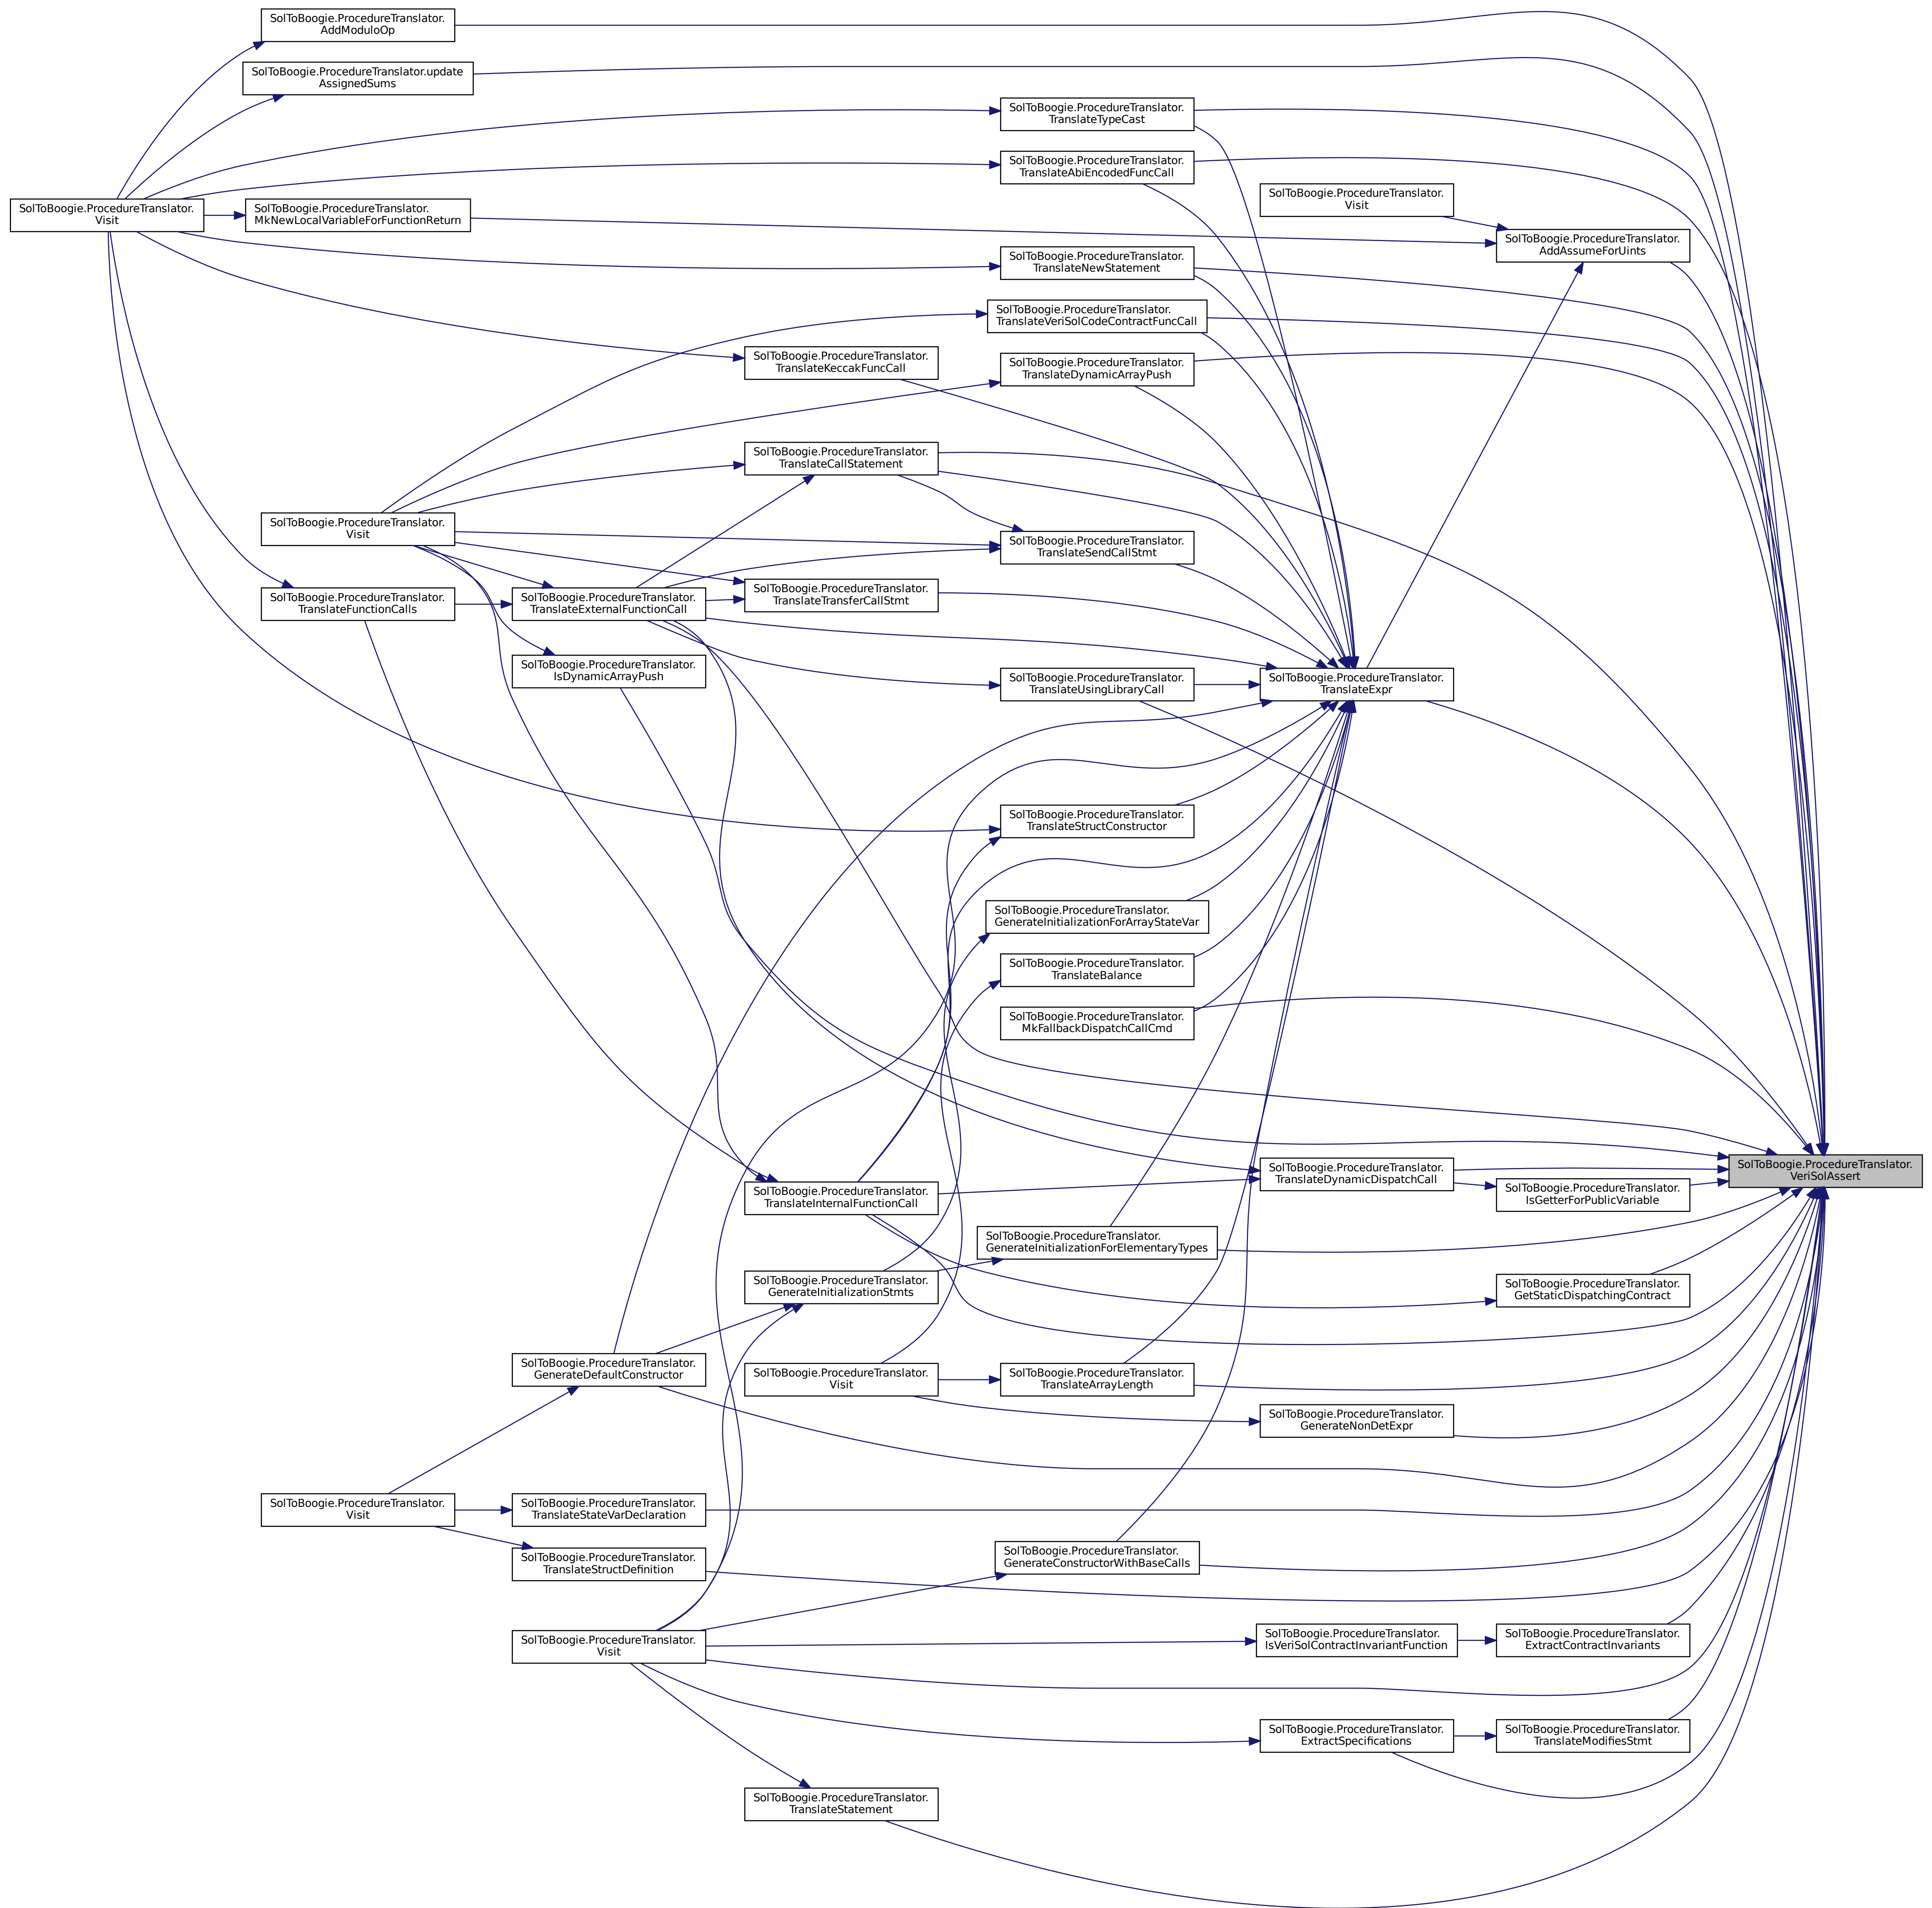 SolToBoogie.ProcedureTranslator.
AddModuloOp
SolToBoogie.ProcedureTranslator.update
AssignedSums
SolToBoogie.ProcedureTranslator.
TranslateTypeCast
SolToBoogie.ProcedureTranslator.
TranslateAbiEncodedFuncCall
SolToBoogie.ProcedureTranslator.
Visit
SolToBoogie.ProcedureTranslator.
Visit
SolToBoogie.ProcedureTranslator.
MkNewLocalVariableForFunctionReturn
SolToBoogie.ProcedureTranslator.
AddAssumeForUints
SolToBoogie.ProcedureTranslator.
TranslateNewStatement
SolToBoogie.ProcedureTranslator.
TranslateVeriSolCodeContractFuncCall
SolToBoogie.ProcedureTranslator.
TranslateKeccakFuncCall
SolToBoogie.ProcedureTranslator.
TranslateDynamicArrayPush
SolToBoogie.ProcedureTranslator.
TranslateCallStatement
SolToBoogie.ProcedureTranslator.
Visit
SolToBoogie.ProcedureTranslator.
TranslateSendCallStmt
SolToBoogie.ProcedureTranslator.
TranslateFunctionCalls
SolToBoogie.ProcedureTranslator.
TranslateExternalFunctionCall
SolToBoogie.ProcedureTranslator.
TranslateTransferCallStmt
SolToBoogie.ProcedureTranslator.
IsDynamicArrayPush
SolToBoogie.ProcedureTranslator.
TranslateUsingLibraryCall
SolToBoogie.ProcedureTranslator.
TranslateExpr
SolToBoogie.ProcedureTranslator.
TranslateStructConstructor
SolToBoogie.ProcedureTranslator.
GenerateInitializationForArrayStateVar
SolToBoogie.ProcedureTranslator.
TranslateBalance
SolToBoogie.ProcedureTranslator.
MkFallbackDispatchCallCmd
SolToBoogie.ProcedureTranslator.
VeriSolAssert
SolToBoogie.ProcedureTranslator.
TranslateDynamicDispatchCall
SolToBoogie.ProcedureTranslator.
IsGetterForPublicVariable
SolToBoogie.ProcedureTranslator.
TranslateInternalFunctionCall
SolToBoogie.ProcedureTranslator.
GenerateInitializationForElementaryTypes
SolToBoogie.ProcedureTranslator.
GenerateInitializationStmts
SolToBoogie.ProcedureTranslator.
GetStaticDispatchingContract
SolToBoogie.ProcedureTranslator.
GenerateDefaultConstructor
SolToBoogie.ProcedureTranslator.
Visit
SolToBoogie.ProcedureTranslator.
TranslateArrayLength
SolToBoogie.ProcedureTranslator.
GenerateNonDetExpr
SolToBoogie.ProcedureTranslator.
Visit
SolToBoogie.ProcedureTranslator.
TranslateStateVarDeclaration
SolToBoogie.ProcedureTranslator.
TranslateStructDefinition
SolToBoogie.ProcedureTranslator.
GenerateConstructorWithBaseCalls
SolToBoogie.ProcedureTranslator.
Visit
SolToBoogie.ProcedureTranslator.
IsVeriSolContractInvariantFunction
SolToBoogie.ProcedureTranslator.
ExtractContractInvariants
SolToBoogie.ProcedureTranslator.
ExtractSpecifications
SolToBoogie.ProcedureTranslator.
TranslateModifiesStmt
SolToBoogie.ProcedureTranslator.
TranslateStatement